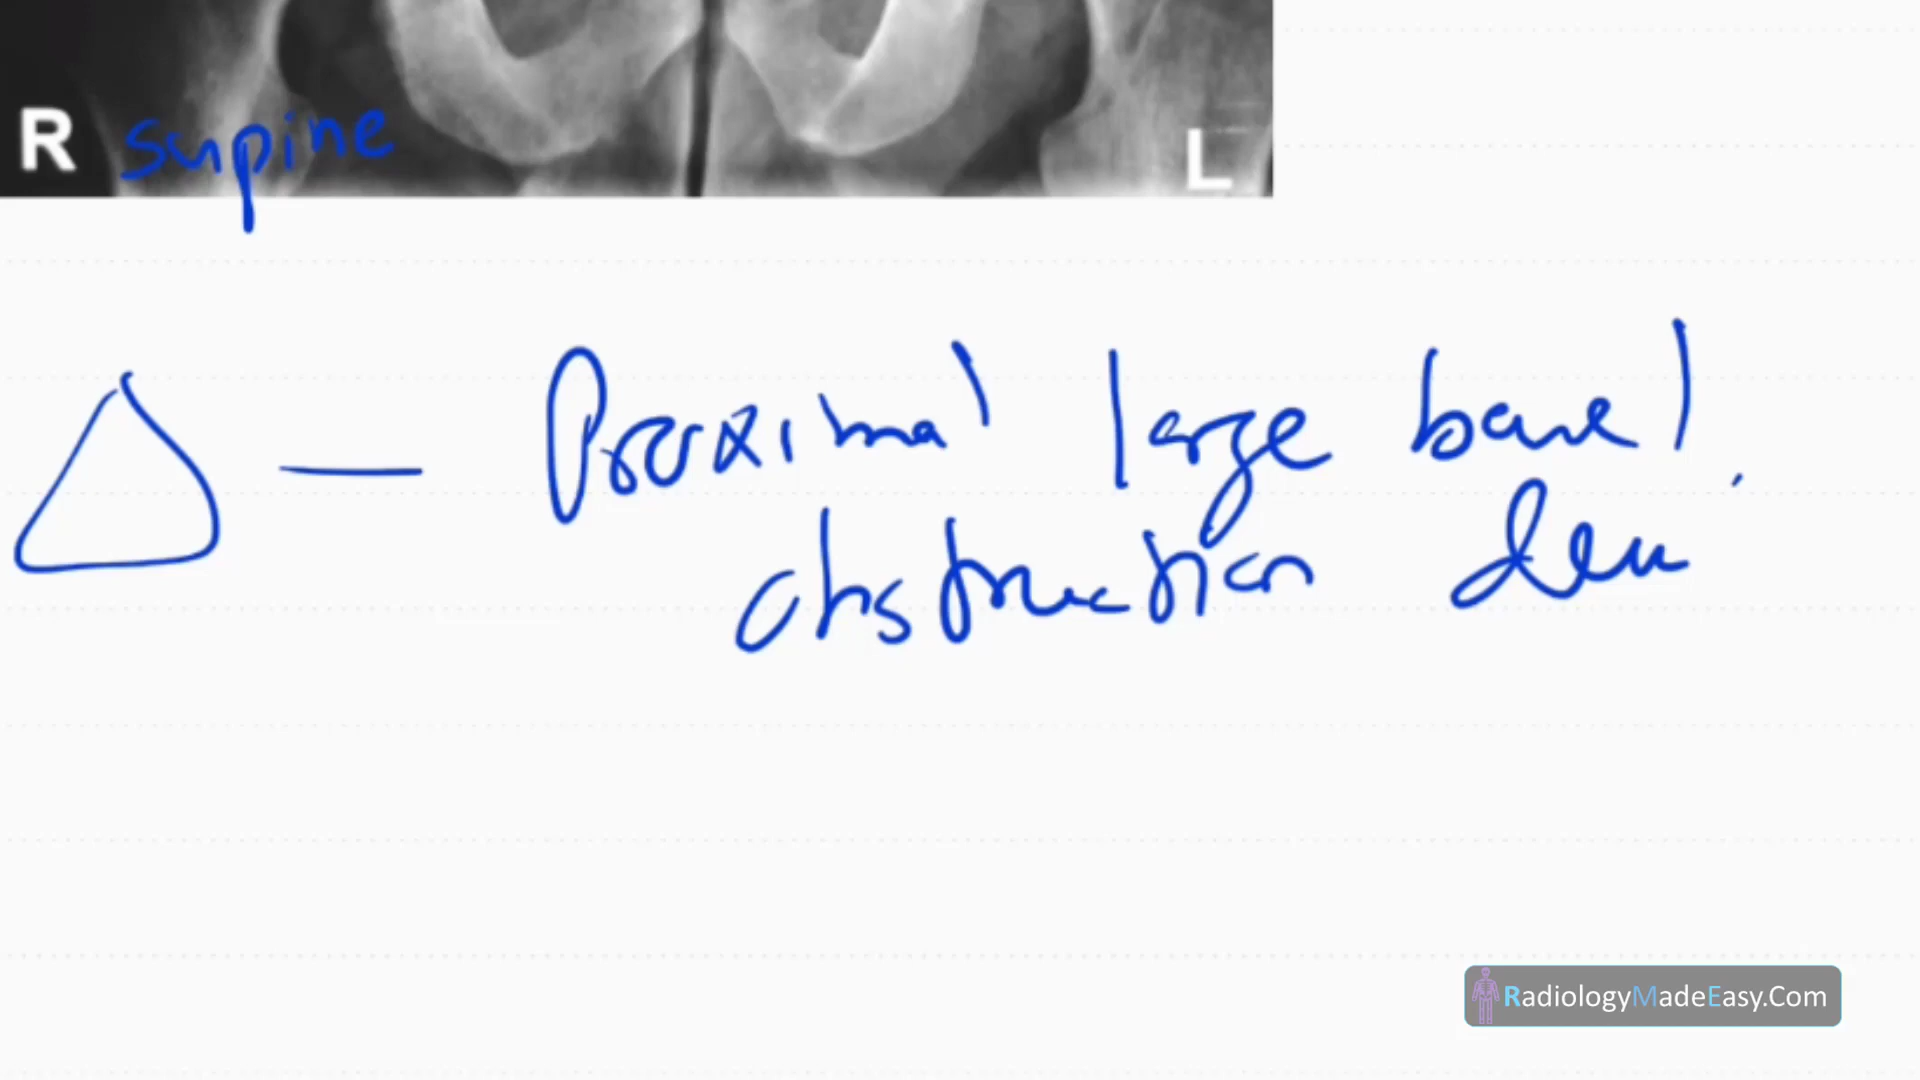 R supine L
△ — Proximal large bowel
obstruction
RadiologyMadeEasy.Com